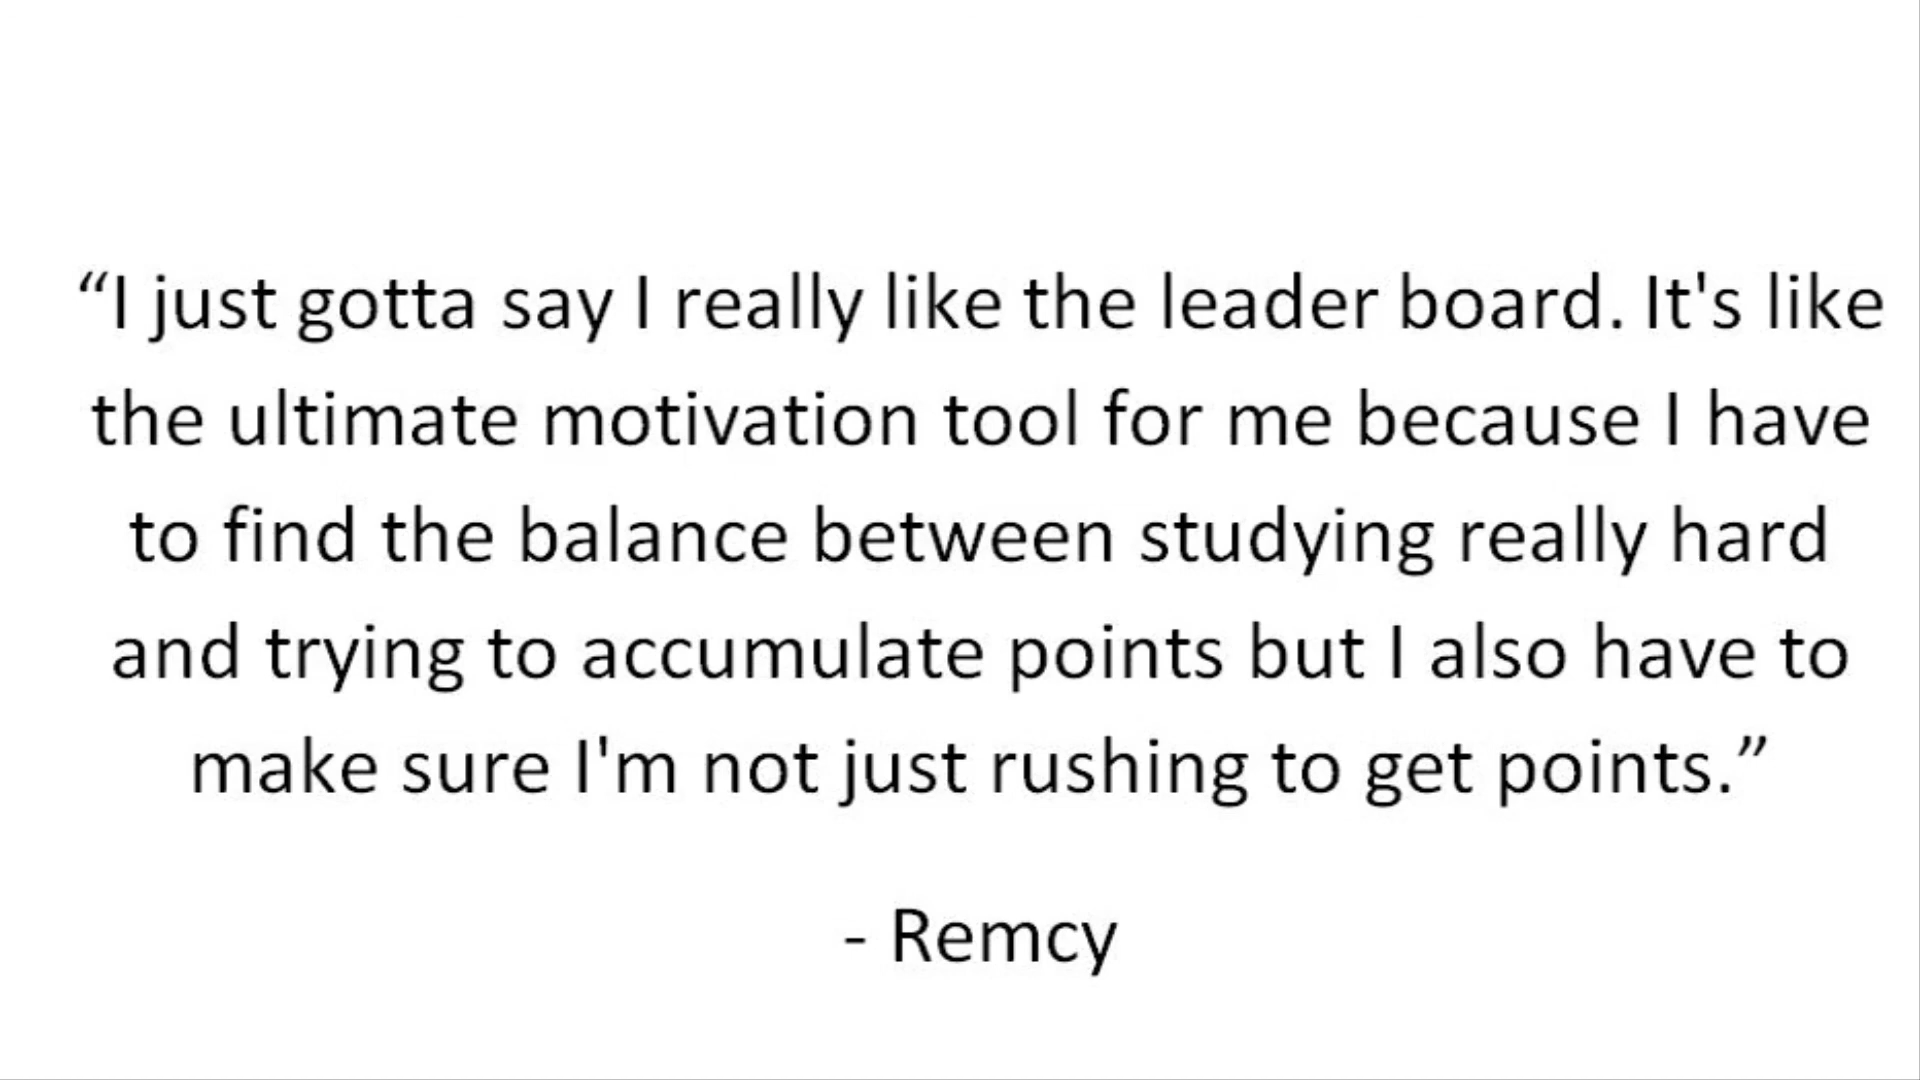 “I just gotta say I really like the leader board. It's like
the ultimate motivation tool for me because I have
to find the balance between studying really hard
and trying to accumulate points but I also have to
make sure I'm not just rushing to get points.”
- Remcy